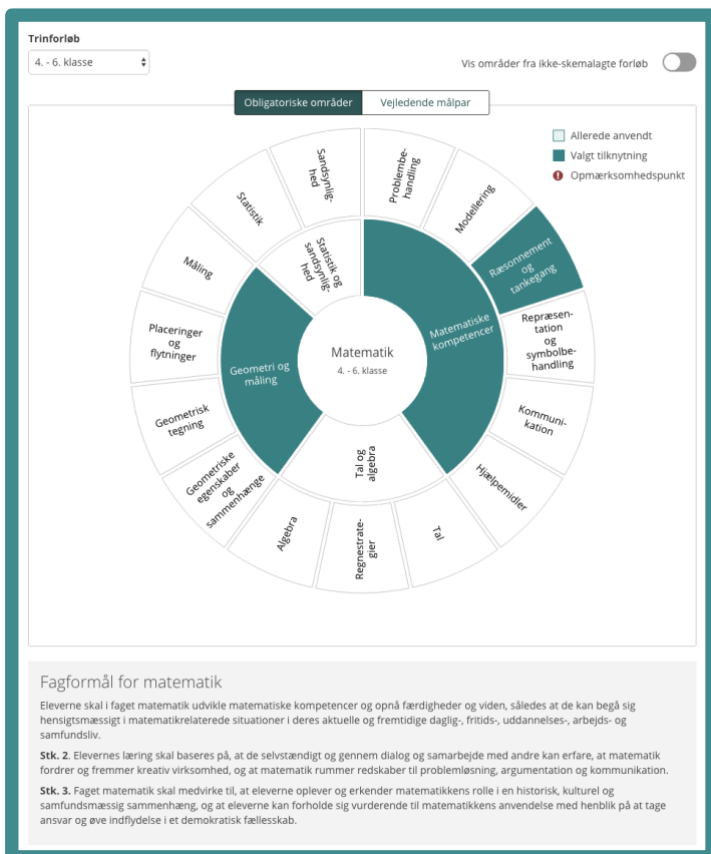 Trinforløb
4. - 6. klasse
Vis områder fra ikke-skemalagte forløb
Obligatoriske områder
Vejledende målpar
Allerede anvendt
Valgt tilknytning
Opmærksomhedspunkt
Sandsynlig-
hed
Problembe-
handling
Statistik
Modellering
Statistik og
sandsynlig-
hed
Måling
Ræsonnement
og
tankegang
Placeringer
og
flytninger
Repræsen-
tation
og
symbolbe-
handling
Matematiske
kompetencer
Matematik
4. - 6. klasse
Geometri og
måling
Geometrisk
tegning
Kommuni-
kation
Tal og
algebra
Geometriske
egenskaber
og
sammenhænge
Hjælpemidler
Algebra
Regnestrate-
gier
Tal
Fagformål for matematik
Eleverne skal i faget matematik udvikle matematiske kompetencer og opnå færdigheder og viden, således at de kan begå sig
hensigtsmæssigt i matematikrelaterede situationer i deres aktuelle og fremtidige daglig-, fritids-, uddannelses-, arbejds- og
samfundsliv.
Stk. 2. Elevernes læring skal baseres på, at de selvstændigt og gennem dialog og samarbejde med andre kan erfare, at matematik
fordrer og fremmer kreativ virksomhed, og at matematik rummer redskaber til problemløsning, argumentation og kommunikation.
Stk. 3. Faget matematik skal medvirke til, at eleverne oplever og erkender matematikkens rolle i en historisk, kulturel og
samfundsmæssig sammenhæng, og at eleverne kan forholde sig vurderende til matematikkens anvendelse med henblik på at tage
ansvar og øve indflydelse i et demokratisk fællesskab.